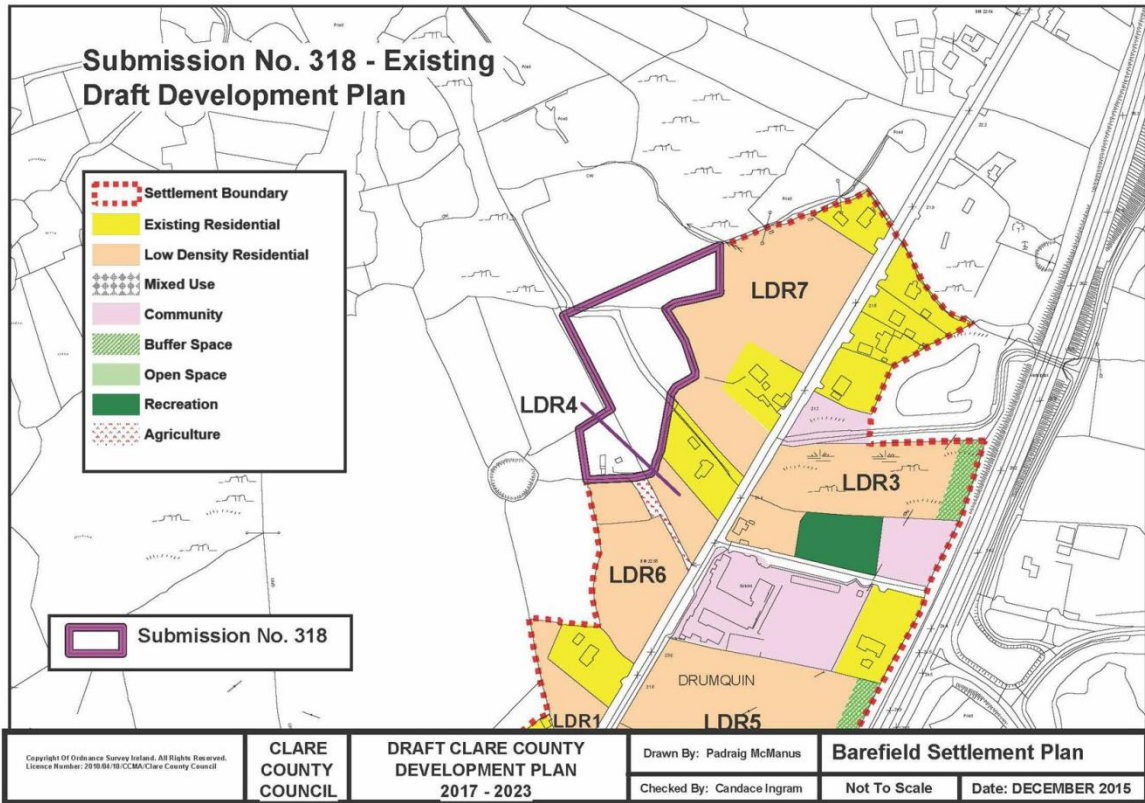 Submission No. 318 - Existing
Draft Development Plan
Settlement Boundary
Existing Residential
Low Density Residential
Mixed Use
Community
Buffer Space
Open Space
Recreation
Agriculture
LDR7
LDR4
LDR3
LDR6
DRUMQUIN
LDR1
LDR5
Submission No. 318
Copyright Of Ordnance Survey Ireland. All Rights Reserved.
CLARE
COUNTY
COUNCIL
DRAFT CLARE COUNTY
DEVELOPMENT PLAN
2017 - 2023
Drawn By: Padraig McManus
Checked By: Candace Ingram
Barefield Settlement Plan
Not To Scale
Date: DECEMBER 2015